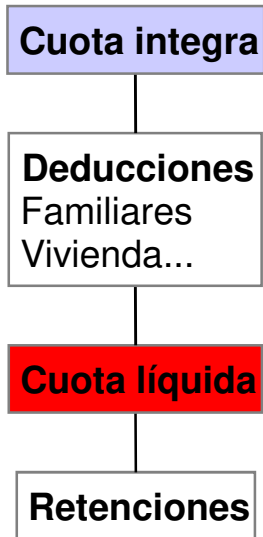 Cuota integra
Deducciones
Familiares
Vivienda...
Cuota líquida
Retenciones